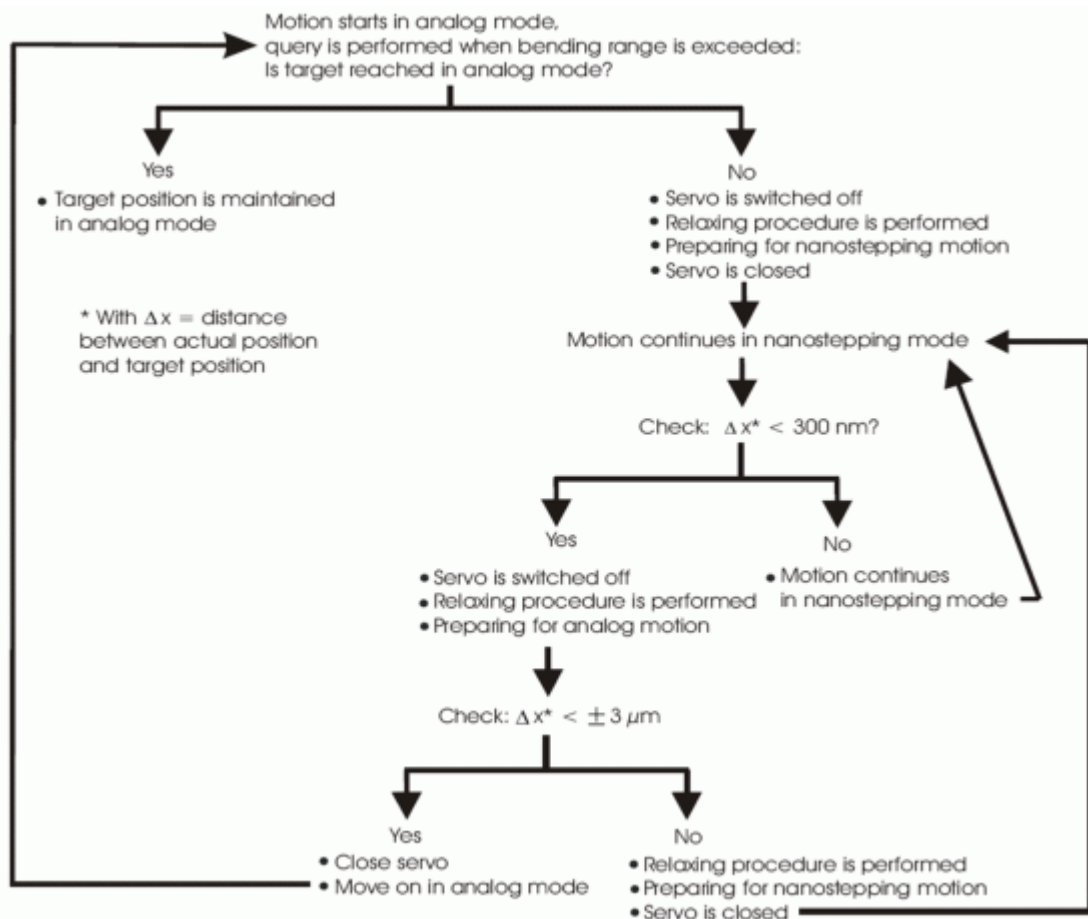 Motion starts in analog mode,
query is performed when bending range is exceeded:
Is target reached in analog mode?
Yes
• Target position is maintained
in analog mode
No
• Servo is switched off
• Relaxing procedure is performed
• Preparing for nanostepping motion
• Servo is closed
* With Δx = distance
between actual position
and target position
Motion continues in nanostepping mode
Check: Δx* < 300 nm?
Yes
• Servo is switched off
• Relaxing procedure is performed
• Preparing for analog motion
No
• Motion continues
in nanostepping mode
Check: Δx* < ± 3 µm
Yes
• Close servo
• Move on in analog mode
No
• Relaxing procedure is performed
• Preparing for nanostepping motion
• Servo is closed